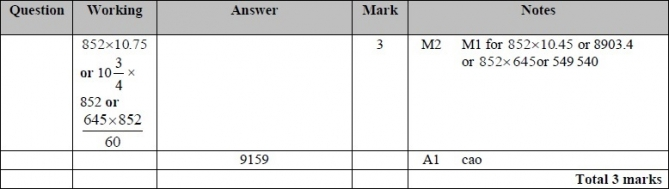 Question Working Answer Mark Notes
852×10.75
or 10 3/4 ×
852 or
645×852
60
3
M2 M1 for 852×10.45 or 8903.4
or 852×645or 549 540
9159 A1 cao
Total 3 marks